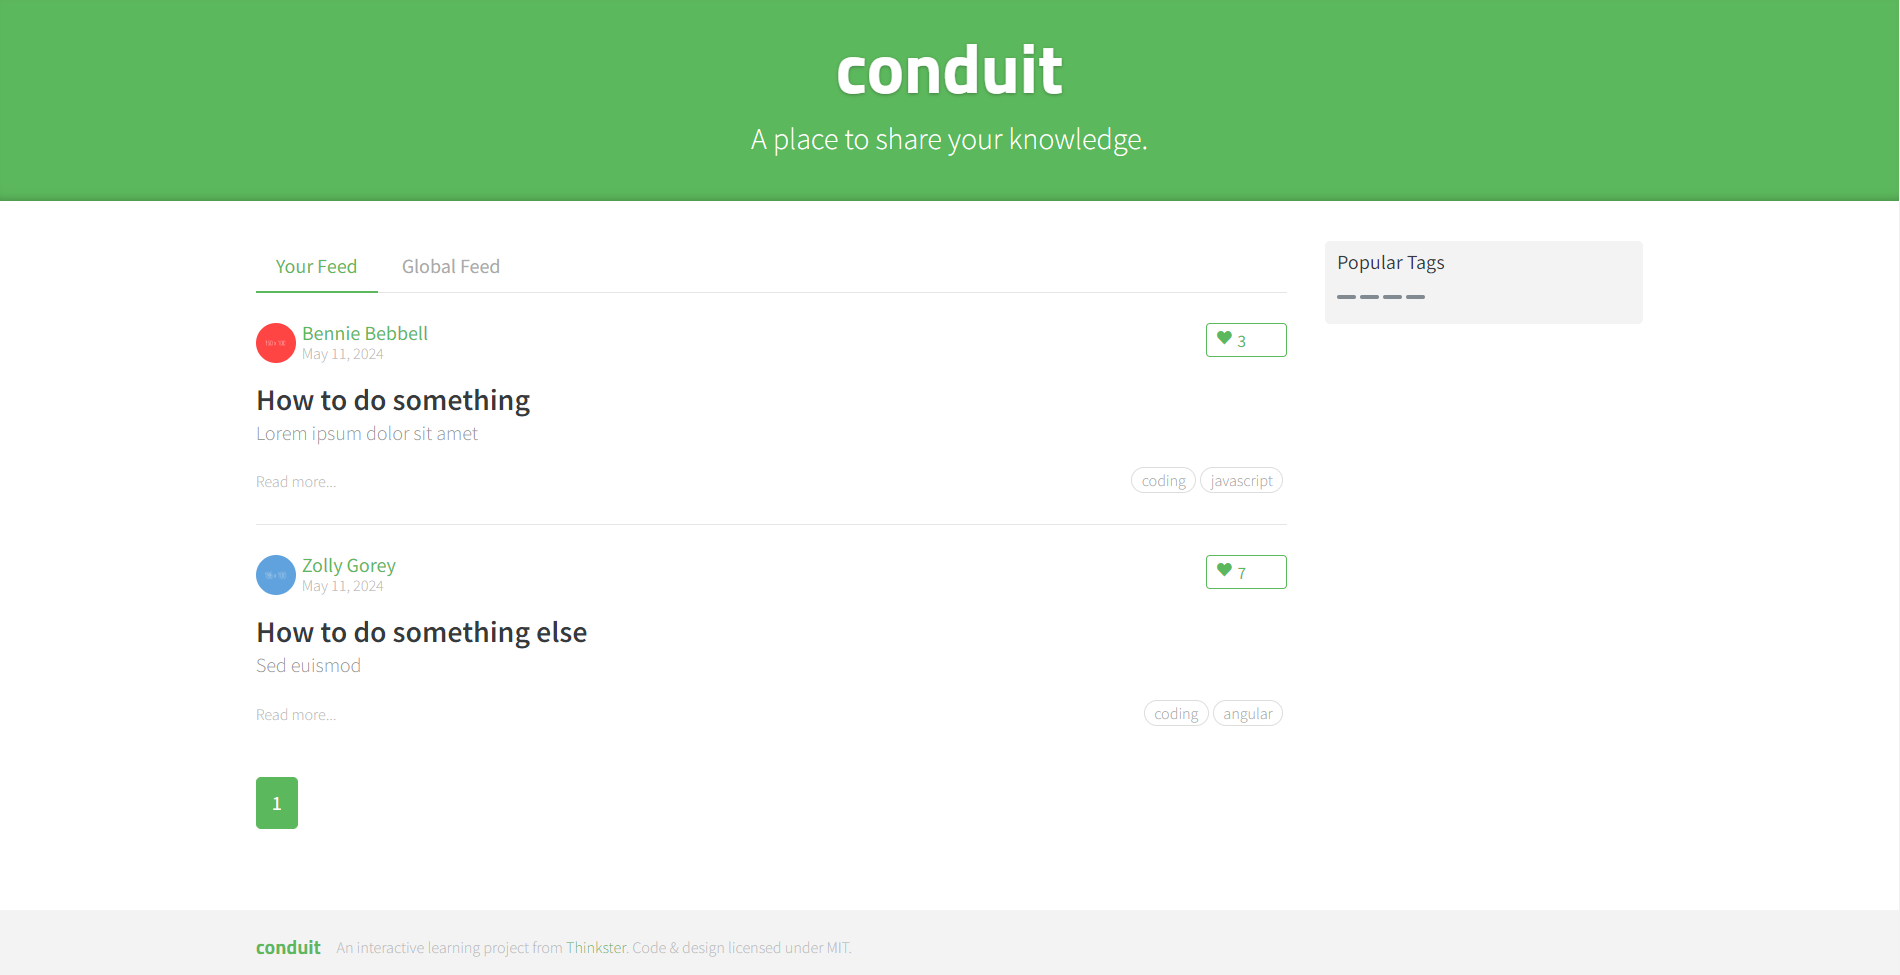 conduit
A place to share your knowledge.
Your Feed Global Feed
Popular Tags
Bennie Bebbell
May 11, 2024
3
How to do something
Lorem ipsum dolor sit amet
Read more...
coding javascript
Zolly Gorey
May 11, 2024
7
How to do something else
Sed euismod
Read more...
coding angular
1
conduit An interactive learning project from Thinkster. Code & design licensed under MIT.